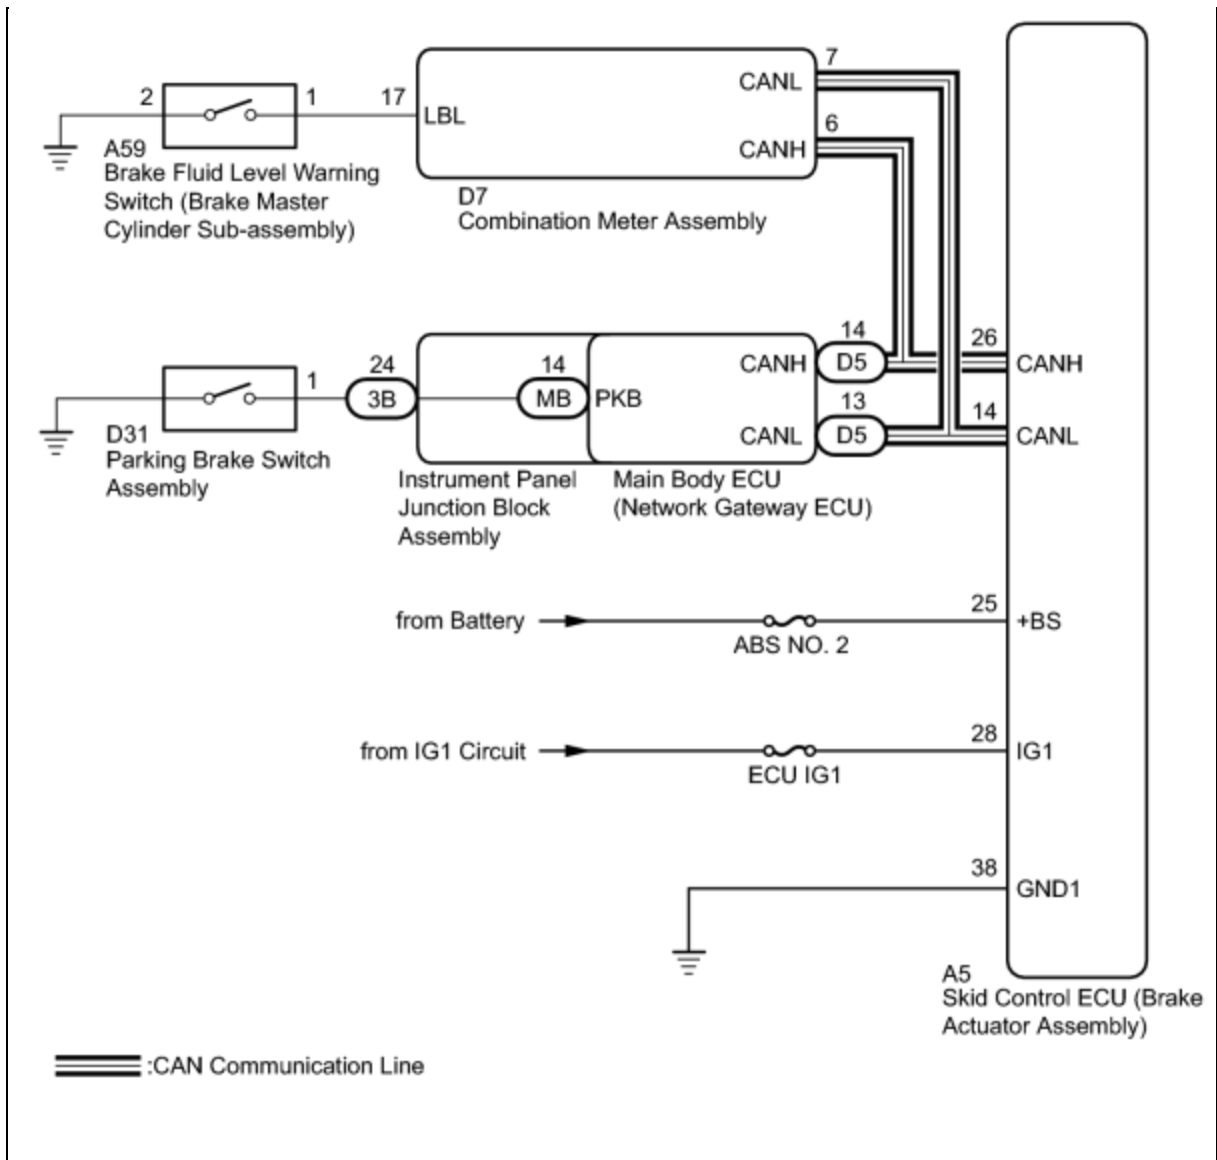 7
CANL
2
1
17
LBL
6
CANH
A59
Brake Fluid Level Warning
Switch (Brake Master
Cylinder Sub-assembly)
D7
Combination Meter Assembly
14
26
24
14
CANH
D5
CANH
1
3B
MB
PKB
13
14
D31
Parking Brake Switch
Assembly
CANL
D5
CANL
Instrument Panel
Junction Block
Assembly
Main Body ECU
(Network Gateway ECU)
25
from Battery
+BS
ABS NO. 2
28
from IG1 Circuit
IG1
ECU IG1
38
GND1
A5
Skid Control ECU (Brake
Actuator Assembly)
:CAN Communication Line